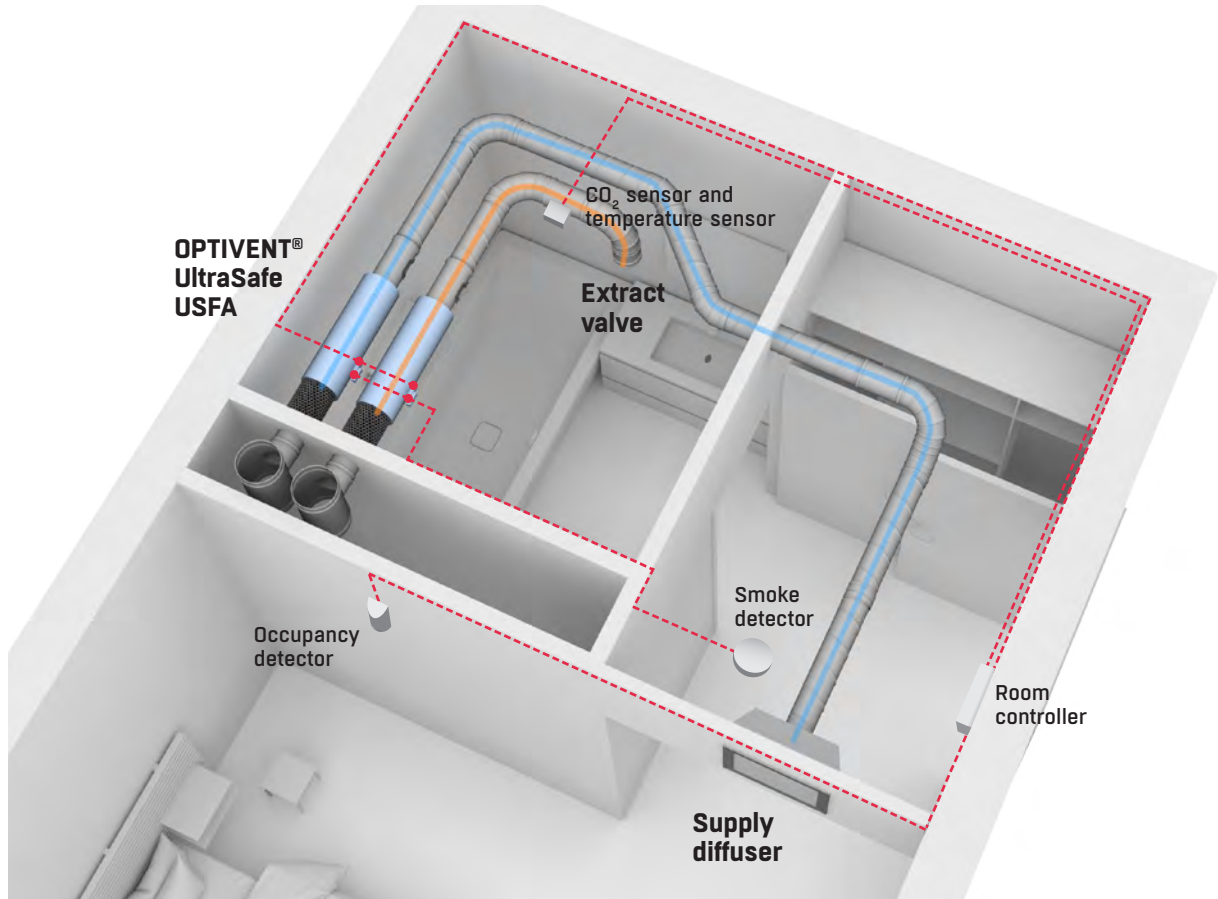 CO₂ sensor and
temperature sensor
OPTIVENT®
UltraSafe
USFA
Extract
valve
Smoke
detector
Occupancy
detector
Room
controller
Supply
diffuser